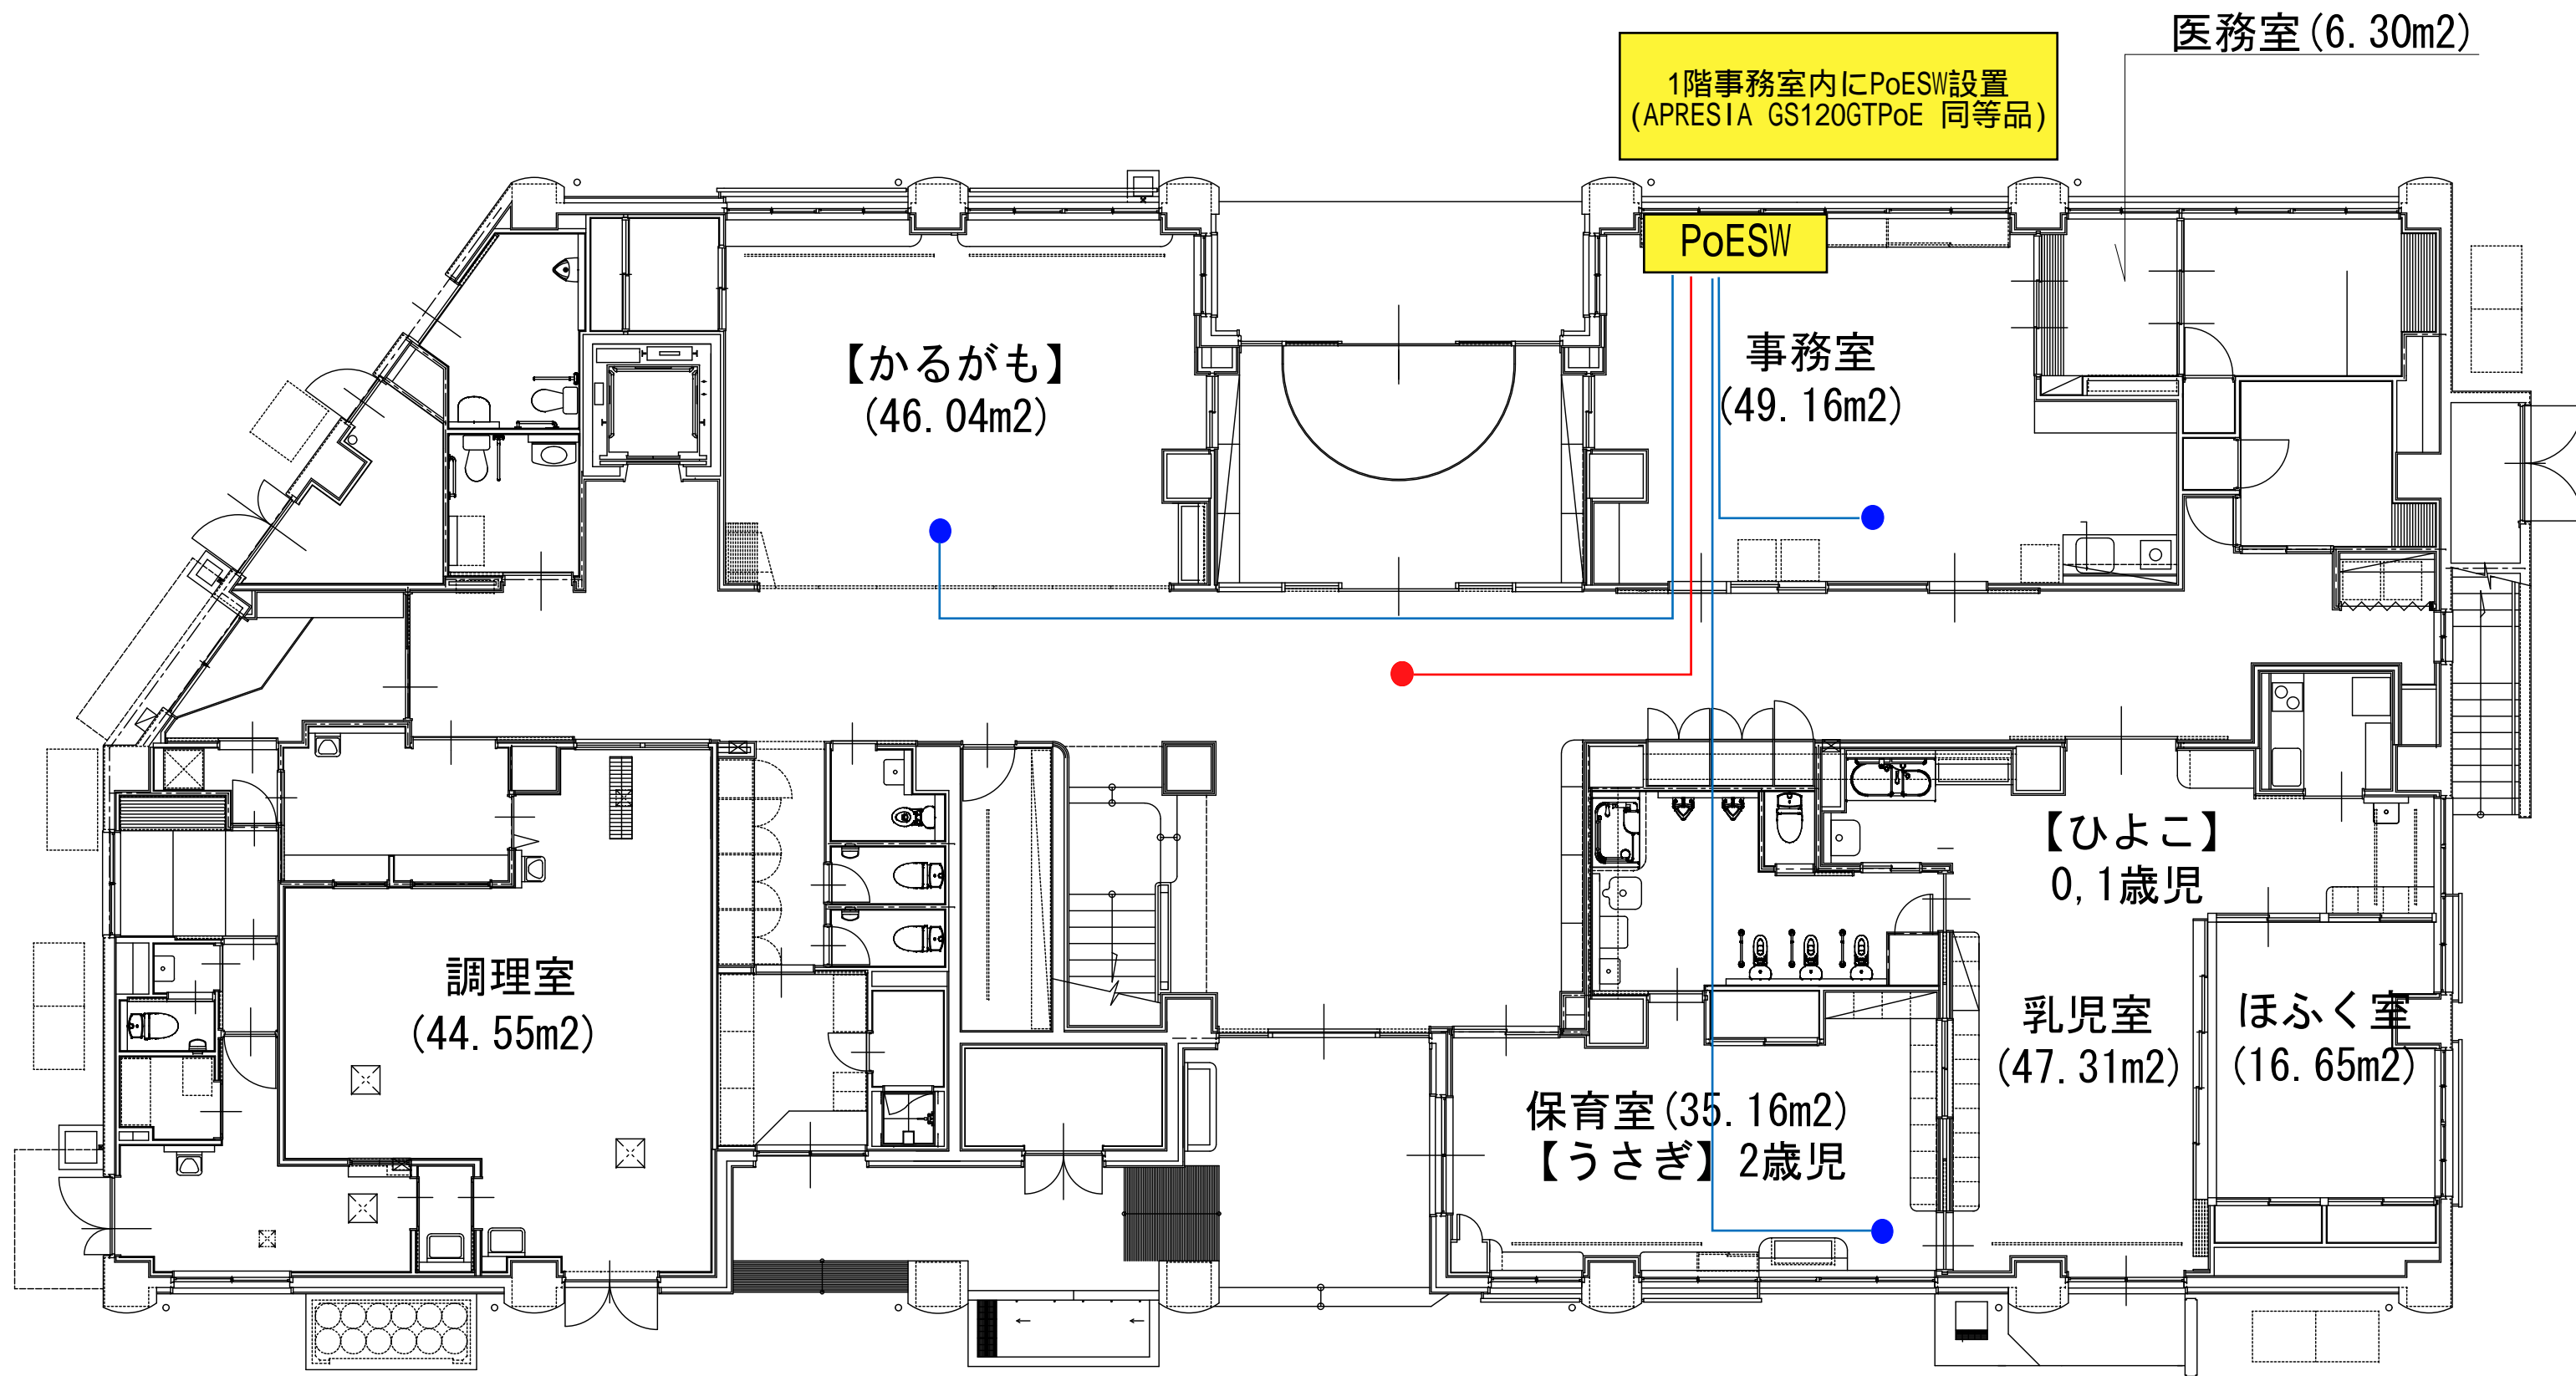 医務室(6.30m2)
1階事務室内にPoESW設置
(APRESIA GS120GTPoE 同等品)
PoESW
【かるがも】
(46.04m2)
事務室
(49.16m2)
【ひよこ】
0,1歳児
調理室
(44.55m2)
乳児室
(47.31m2)
ほふく室
(16.65m2)
保育室(35.16m2)
【うさぎ】2歳児